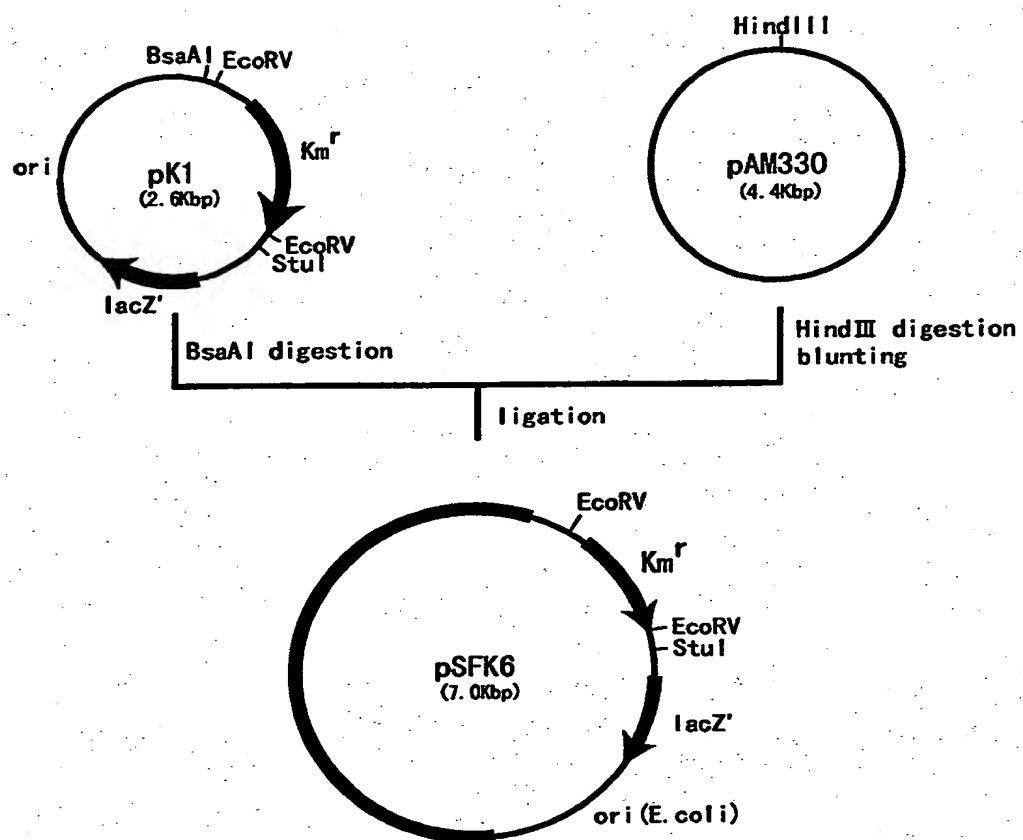 HindIII
BsaAI
EcoRV
Km^r
ori
pK1
(2.6Kbp)
pAM330
(4.4Kbp)
EcoRV
StuI
lacZ'
BsaAI digestion
HindⅢ digestion
blunting
ligation
EcoRV
Km^r
EcoRV
StuI
pSFK6
(7.0Kbp)
lacZ'
ori(E.coli)